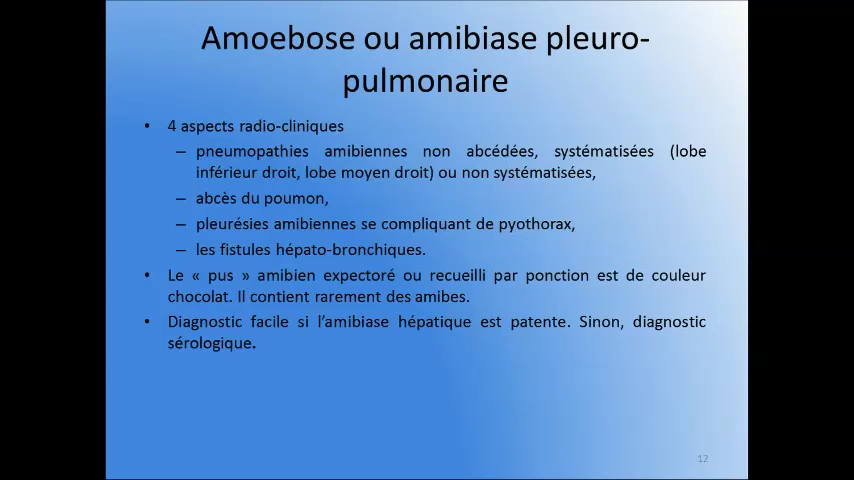 Amoebose ou amibiase pleuro-
pulmonaire
• 4 aspects radio-cliniques
– pneumopathies amibiennes non abcédées, systématisées (lobe
inférieur droit, lobe moyen droit) ou non systématisées,
– abcès du poumon,
– pleurésies amibiennes se compliquant de pyothorax,
– les fistules hépato-bronchiques.
• Le « pus » amibien expectoré ou recueilli par ponction est de couleur
chocolat. Il contient rarement des amibes.
• Diagnostic facile si l’amibiase hépatique est patente. Sinon, diagnostic
sérologique.
12